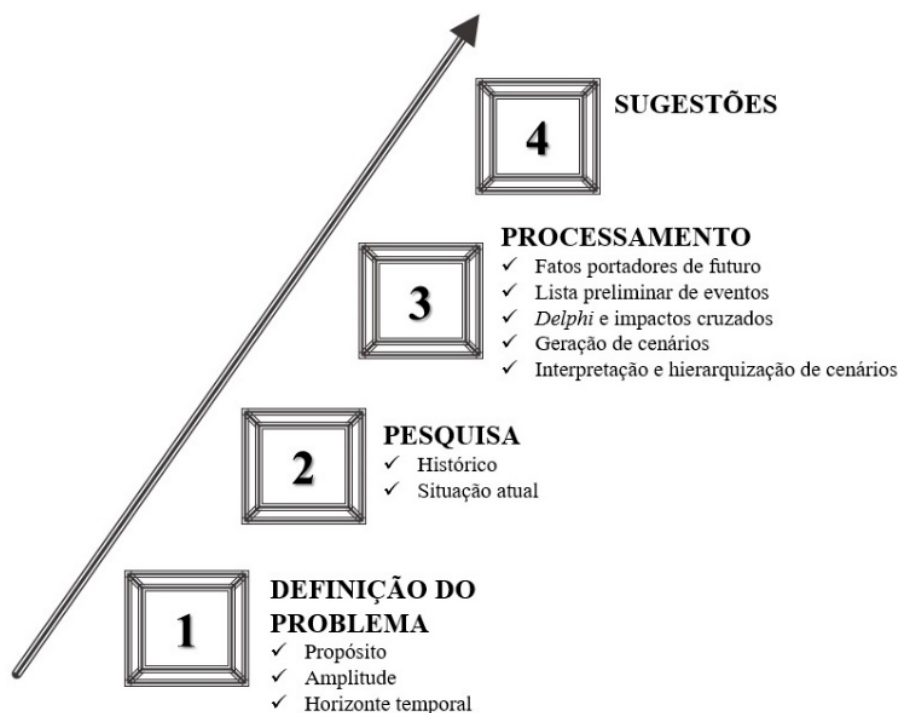 4
SUGESTÕES
3
PROCESSAMENTO
✓ Fatos portadores de futuro
✓ Lista preliminar de eventos
✓ Delphi e impactos cruzados
✓ Geração de cenários
✓ Interpretação e hierarquização de cenários
2
PESQUISA
✓ Histórico
✓ Situação atual
1
DEFINIÇÃO DO
PROBLEMA
✓ Propósito
✓ Amplitude
✓ Horizonte temporal